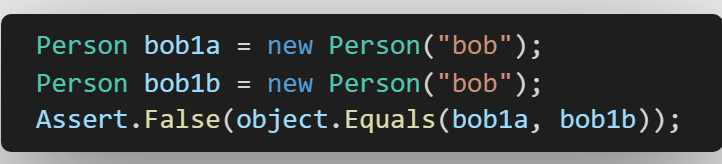 Person bob1a = new Person("bob");
Person bob1b = new Person("bob");
Assert.False(object.Equals(bob1a, bob1b));